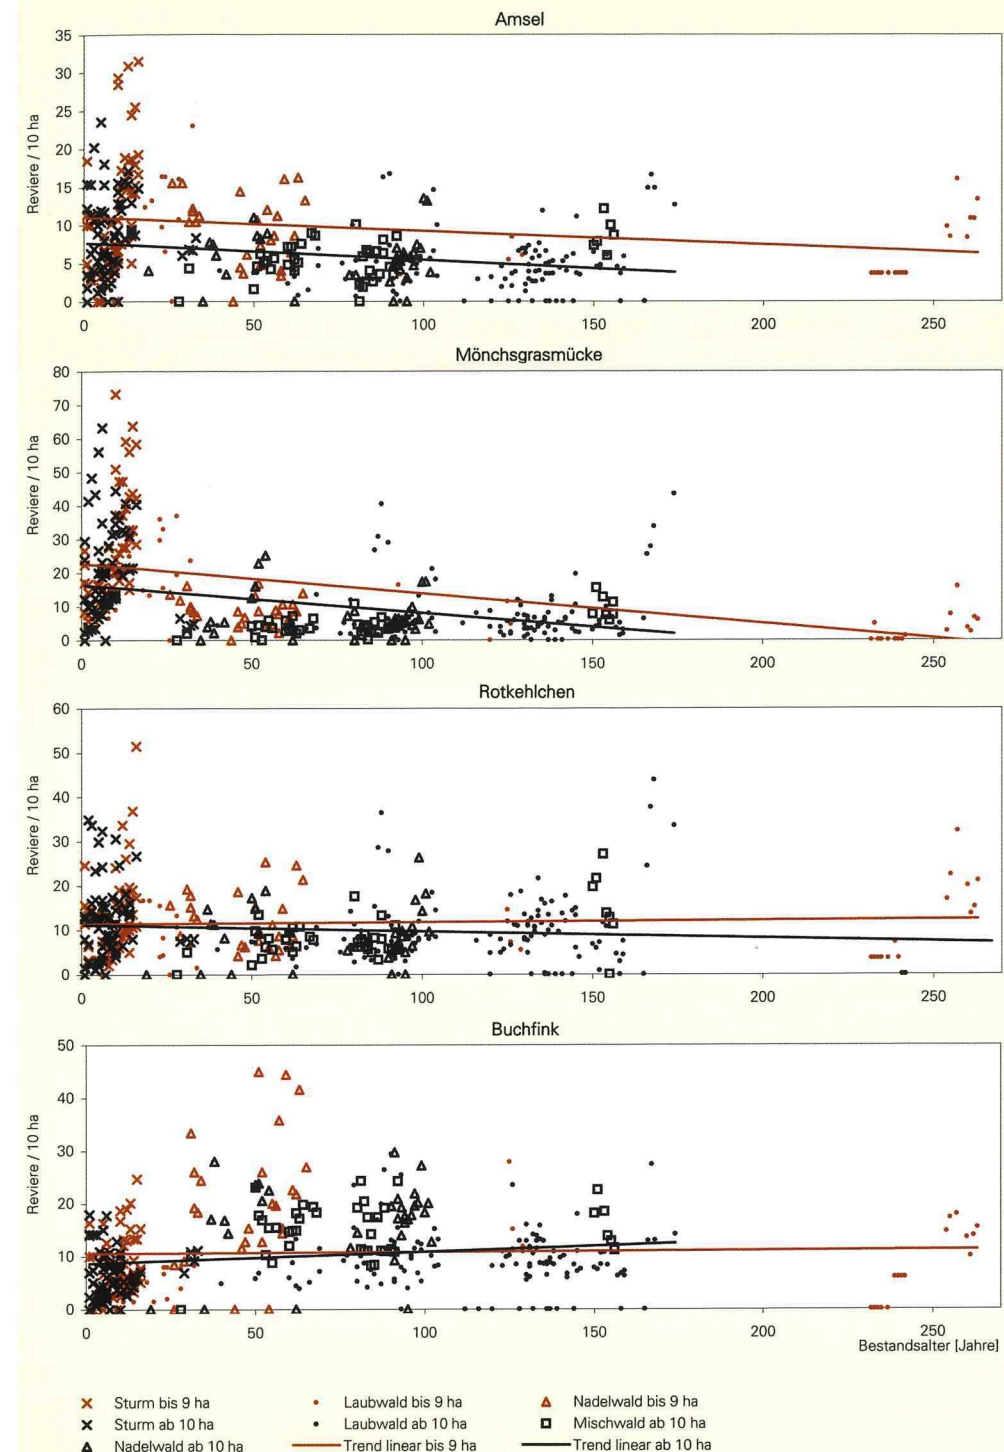 Amsel
35
30
25
20
15
10
5
0
Reviere / 10 ha
0 50 100 150 200 250
Mönchsgrasmücke
80
70
60
50
40
30
20
10
0
Reviere / 10 ha
0 50 100 150 200 250
Rotkehlchen
60
50
40
30
20
10
0
Reviere / 10 ha
0 50 100 150 200 250
Buchfink
50
40
30
20
10
0
Reviere / 10 ha
0 50 100 150 200 250
Bestandsalter [Jahre]
Sturm bis 9 ha Laubwald bis 9 ha Nadelwald bis 9 ha
Sturm ab 10 ha Laubwald ab 10 ha Mischwald ab 10 ha
Nadelwald ab 10 ha Trend linear bis 9 ha Trend linear ab 10 ha